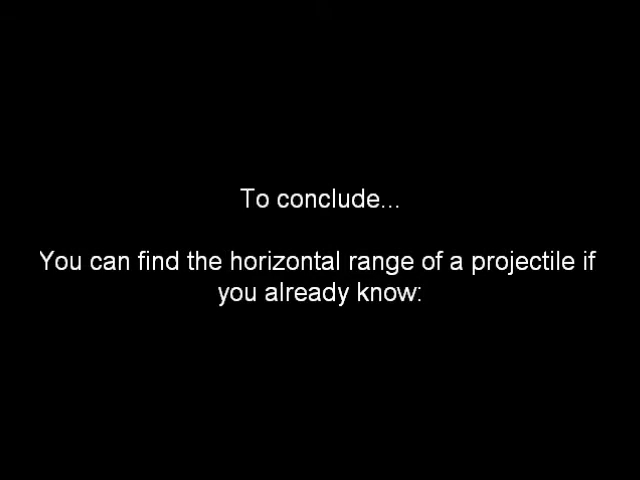 To conclude...
You can find the horizontal range of a projectile if
you already know: